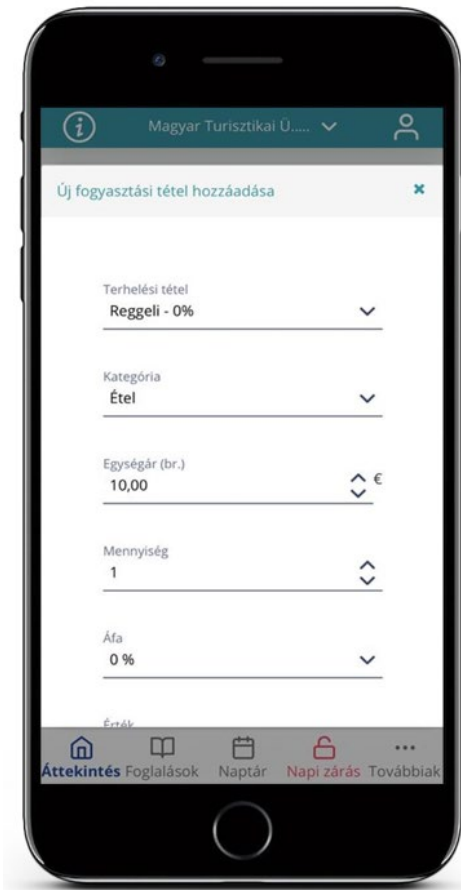 Magyar Turisztikai Ü.....
Új fogyasztási tétel hozzáadása
Terhelési tétel
Reggeli - 0%
Kategória
Étel
Egységár (br.)
10,00 €
Mennyiség
1
Áfa
0 %
Érték
Áttekintés Foglalások Naptár Napi zárás Továbbiak